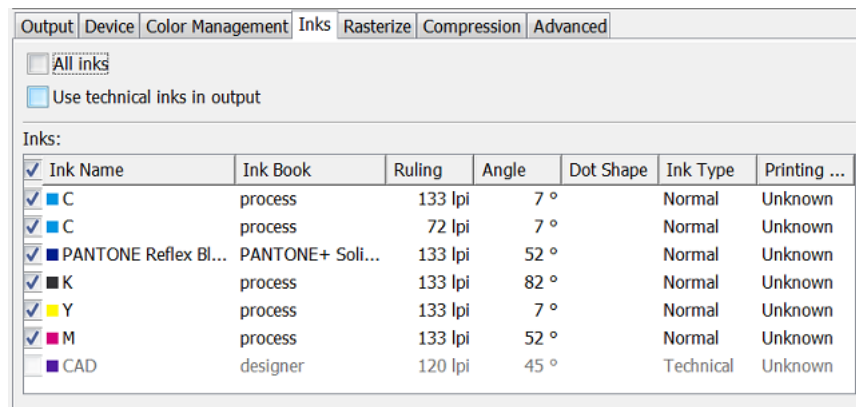 Output Device Color Management Inks Rasterize Compression Advanced
All inks
Use technical inks in output
Inks:
Ink Name Ink Book Ruling Angle Dot Shape Ink Type Printing ...
C process 133 lpi 7 ° Normal Unknown
C process 72 lpi 7 ° Normal Unknown
PANTONE Reflex Bl... PANTONE+ Soli... 133 lpi 52 ° Normal Unknown
K process 133 lpi 82 ° Normal Unknown
Y process 133 lpi 7 ° Normal Unknown
M process 133 lpi 52 ° Normal Unknown
CAD designer 120 lpi 45 ° Technical Unknown